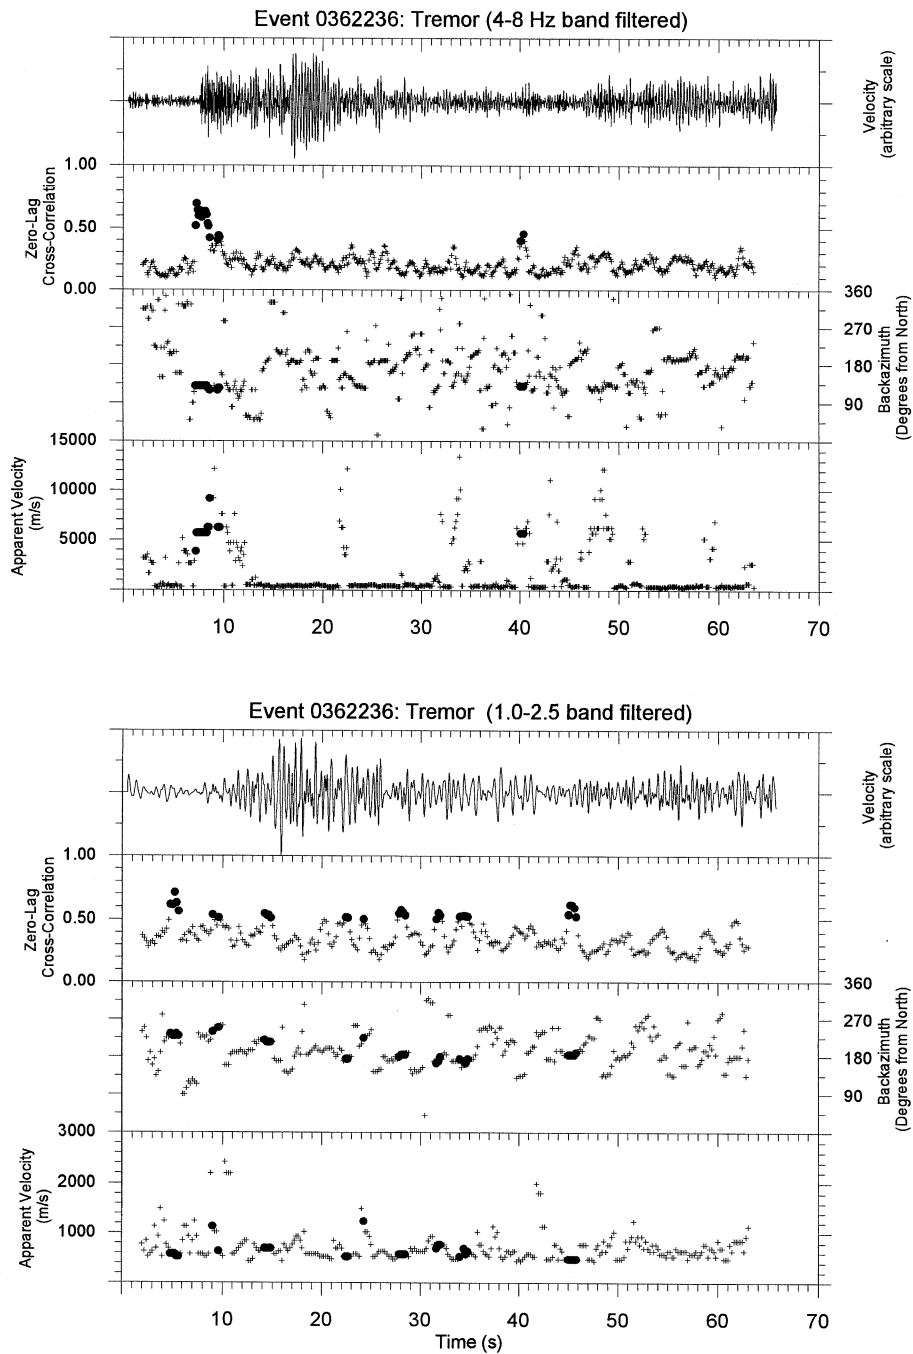 Event 0362236: Tremor (4-8 Hz band filtered)
Velocity
(arbitrary scale)
1.00
0.50
0.00
Zero-Lag
Cross-Correlation
360
270
180
90
Backazimuth
(Degrees from North)
15000
10000
5000
Apparent Velocity
(m/s)
10 20 30 40 50 60 70
Event 0362236: Tremor (1.0-2.5 band filtered)
Velocity
(arbitrary scale)
1.00
0.50
0.00
Zero-Lag
Cross-Correlation
360
270
180
90
Backazimuth
(Degrees from North)
3000
2000
1000
Apparent Velocity
(m/s)
10 20 30 40 50 60 70
Time (s)